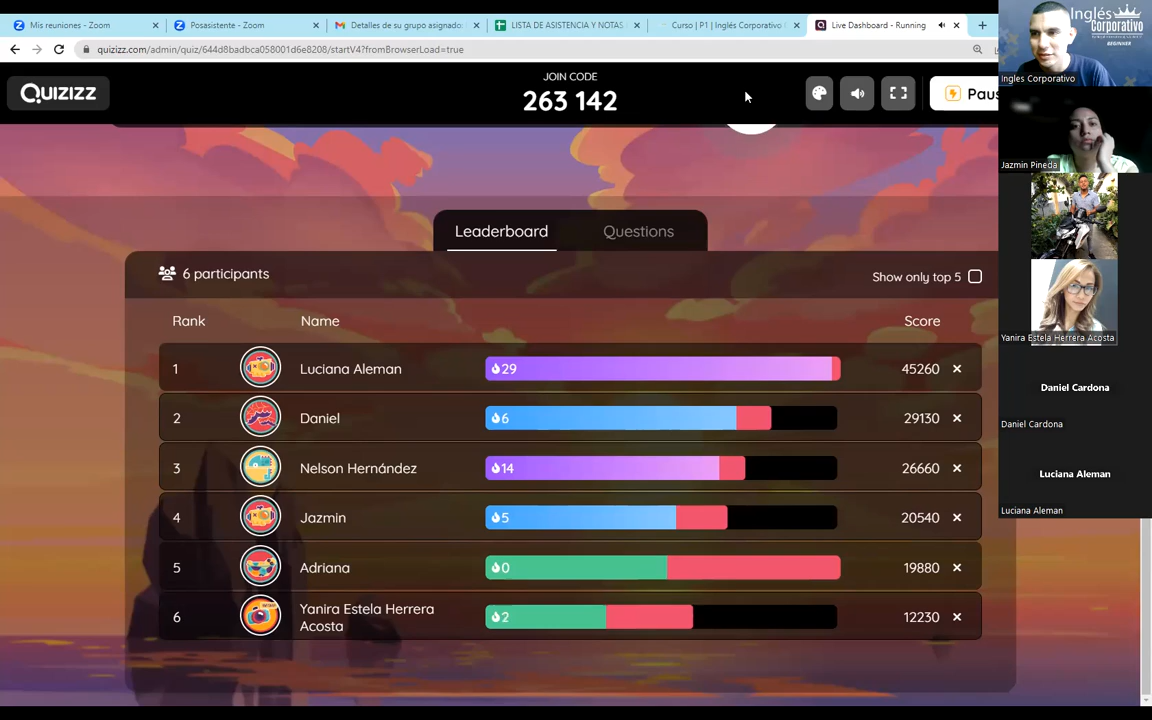 Mis reuniones - Zoom
Posasistente - Zoom
Detalles de su grupo asignado:
LISTA DE ASISTENCIA Y NOTAS
Curso | P1 | Inglés Corporativo
Live Dashboard - Running
quizizz.com/admin/quiz/644d8badbca058001d6e8208/startV4?fromBrowserLoad=true
Quizizz
JOIN CODE
263 142
Paus
Leaderboard
Questions
6 participants
Show only top 5
Rank
Name
Score
1 Luciana Aleman 29 45260
2 Daniel 6 29130
3 Nelson Hernández 14 26660
4 Jazmin 5 20540
5 Adriana 0 19880
6 Yanira Estela Herrera Acosta 2 12230
Inglés
Corporativo
BEGINNER
Ingles Corporativo
Jazmin Pineda
Yanira Estela Herrera Acosta
Daniel Cardona
Daniel Cardona
Luciana Aleman
Luciana Aleman